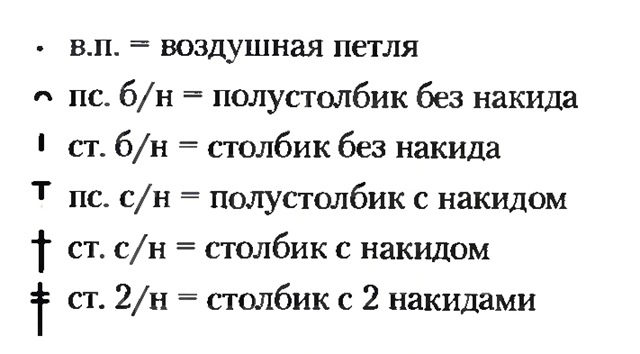 в.п. = воздушная петля
пс. б/н = полустолбик без накида
ст. б/н = столбик без накида
пс. с/н = полустолбик с накидом
ст. с/н = столбик с накидом
ст. 2/н = столбик с 2 накидами